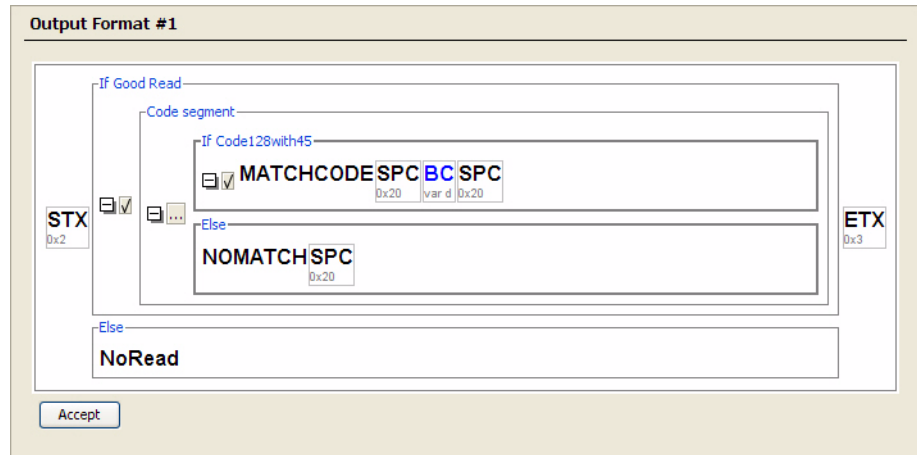 Output Format #1
If Good Read
Code segment
If Code128with45
MATCHCODE SPC BC SPC
0x20 var d 0x20
STX
0x2
...
ETX
0x3
Else
NOMATCH SPC
0x20
Else
NoRead
Accept